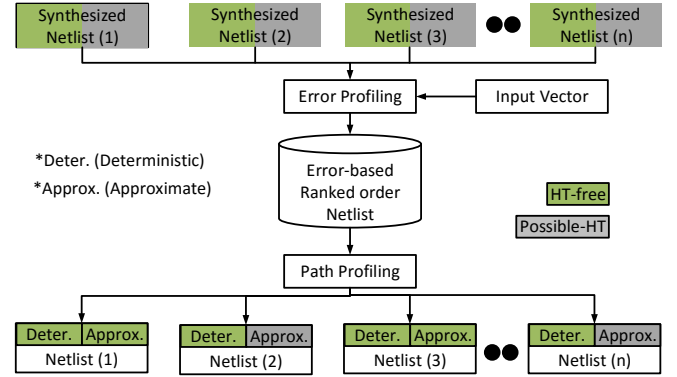 Synthesized Synthesized Synthesized Synthesized
Netlist (1) Netlist (2) Netlist (3) Netlist (n)
Error Profiling Input Vector
*Deter. (Deterministic)
*Approx. (Approximate)
Error-based
Ranked order
Netlist
HT-free
Possible-HT
Path Profiling
Deter. Approx. Deter. Approx. Deter. Approx. Deter. Approx.
Netlist (1) Netlist (2) Netlist (3) Netlist (n)